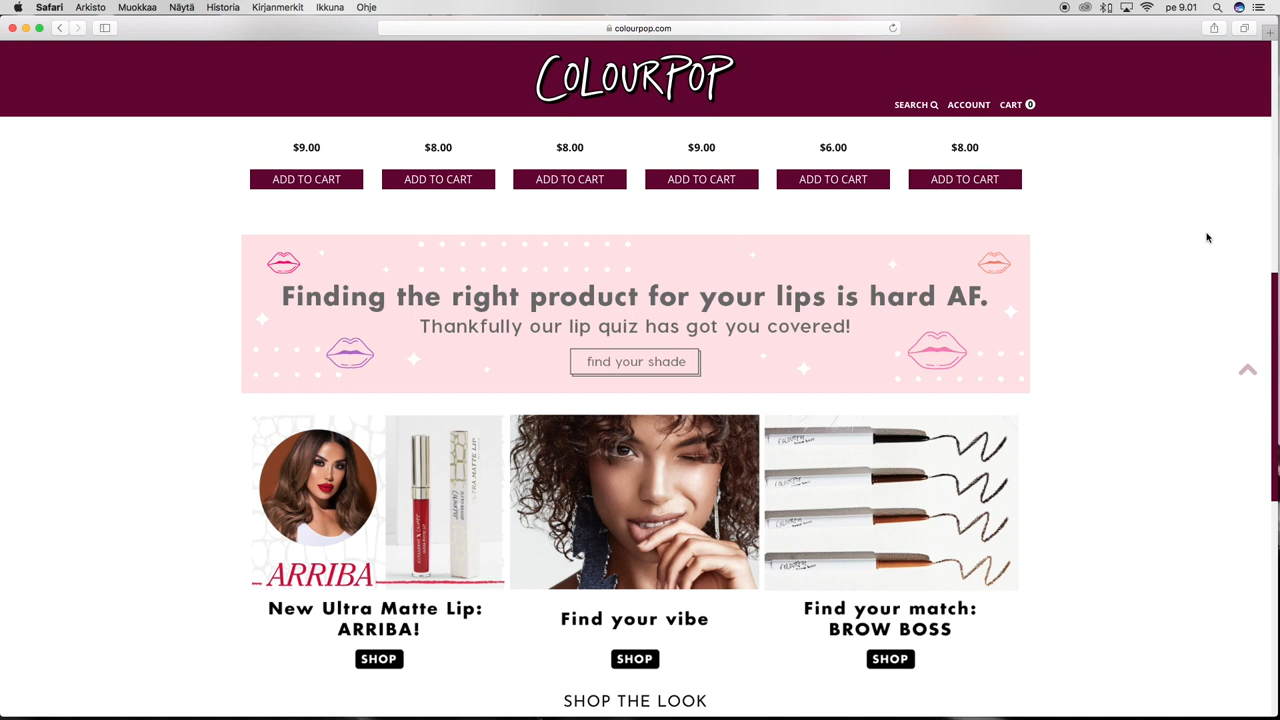 Safari Arkisto Muokkaa Näytä Historia Kirjanmerkit Ikkuna Ohje pe 9.01
colourpop.com
COLOURPOP
SEARCH ACCOUNT CART 0
$9.00 $8.00 $8.00 $9.00 $6.00 $8.00
ADD TO CART ADD TO CART ADD TO CART ADD TO CART ADD TO CART ADD TO CART
Finding the right product for your lips is hard AF.
Thankfully our lip quiz has got you covered!
find your shade
ARRIBA
New Ultra Matte Lip:
ARRIBA!
SHOP
Find your vibe
SHOP
Find your match:
BROW BOSS
SHOP
SHOP THE LOOK